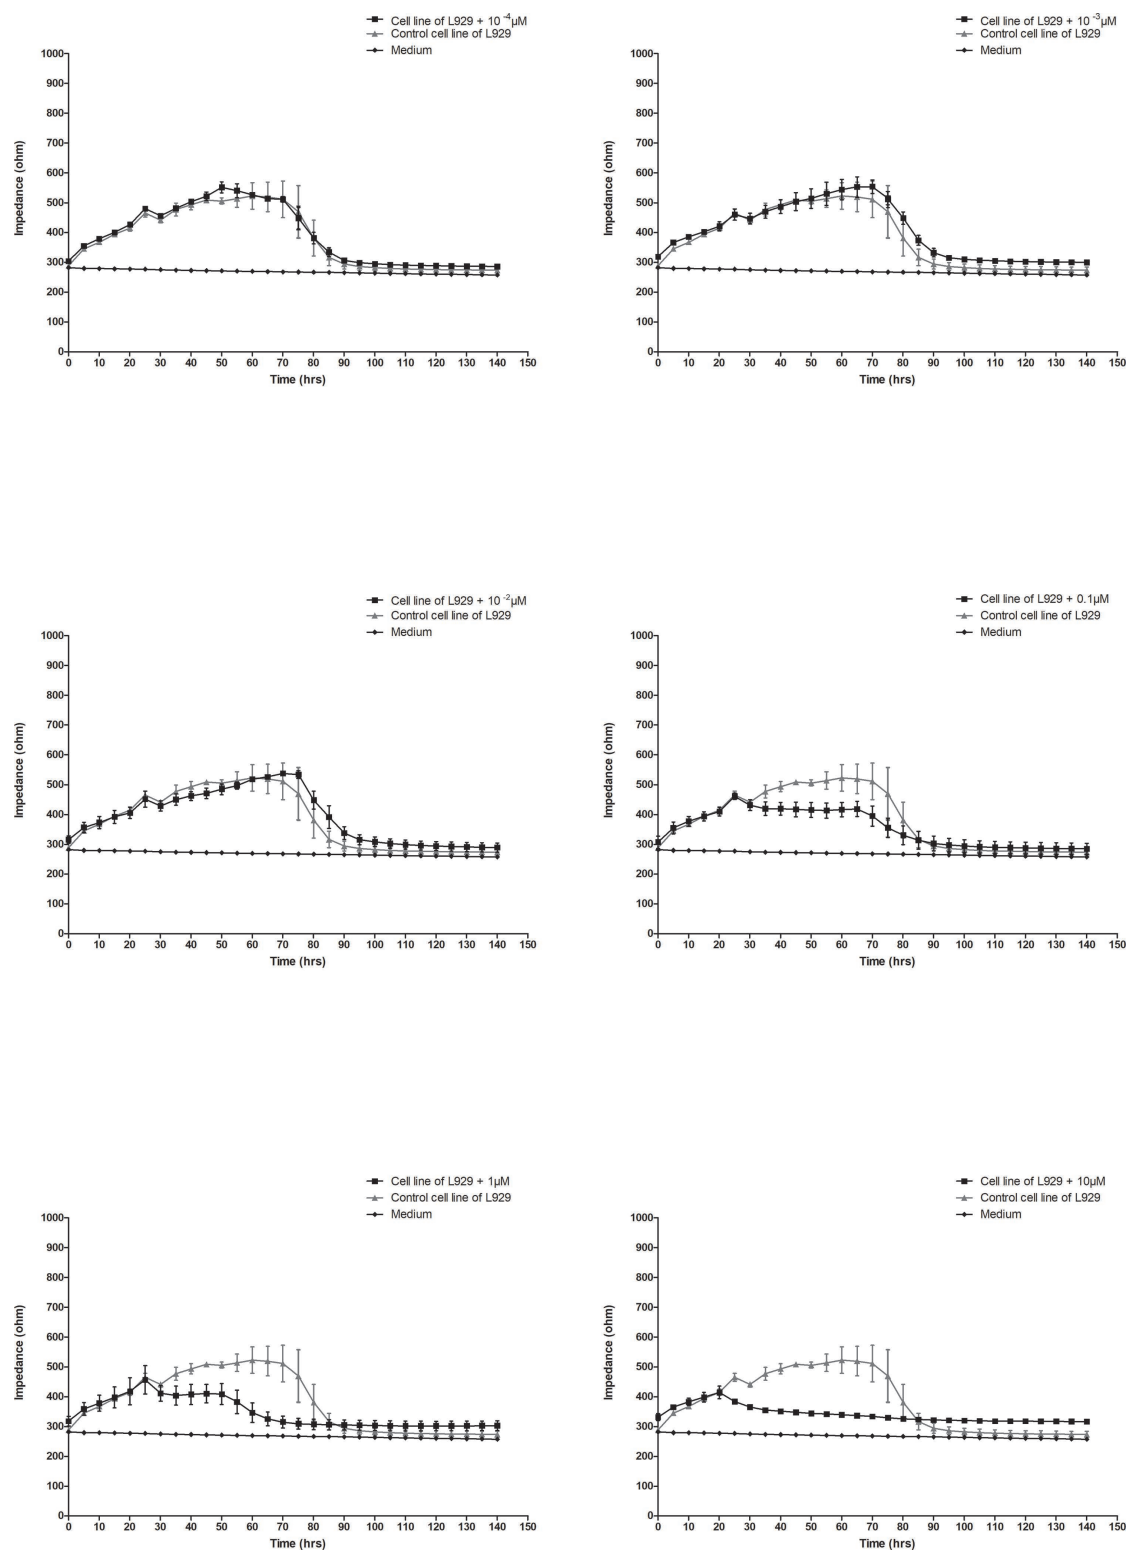 Cell line of L929 + 10 -4µM
Control cell line of L929
Medium
Impedance (ohm)
1000
900
800
700
600
500
400
300
200
100
0
0 10 20 30 40 50 60 70 80 90 100 110 120 130 140 150
Time (hrs)
Cell line of L929 + 10 -3µM
Control cell line of L929
Medium
Impedance (ohm)
1000
900
800
700
600
500
400
300
200
100
0
0 10 20 30 40 50 60 70 80 90 100 110 120 130 140 150
Time (hrs)
Cell line of L929 + 10 -2µM
Control cell line of L929
Medium
Impedance (ohm)
1000
900
800
700
600
500
400
300
200
100
0
0 10 20 30 40 50 60 70 80 90 100 110 120 130 140 150
Time (hrs)
Cell line of L929 + 0.1µM
Control cell line of L929
Medium
Impedance (ohm)
1000
900
800
700
600
500
400
300
200
100
0
0 10 20 30 40 50 60 70 80 90 100 110 120 130 140 150
Time (hrs)
Cell line of L929 + 1µM
Control cell line of L929
Medium
Impedance (ohm)
1000
900
800
700
600
500
400
300
200
100
0
0 10 20 30 40 50 60 70 80 90 100 110 120 130 140 150
Time (hrs)
Cell line of L929 + 10µM
Control cell line of L929
Medium
Impedance (ohm)
1000
900
800
700
600
500
400
300
200
100
0
0 10 20 30 40 50 60 70 80 90 100 110 120 130 140 150
Time (hrs)